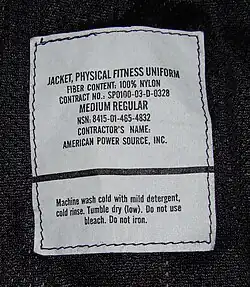 JACKET, PHYSICAL FITNESS UNIFORM
FIBER CONTENT: 100% NYLON
CONTRACT NO.: SPO100-03-D-0328
MEDIUM REGULAR
NSN: 8415-01-465-4832
CONTRACTOR'S NAME:
AMERICAN POWER SOURCE, INC.
Machine wash cold with mild detergent,
cold rinse. Tumble dry (low). Do not use
bleach. Do not iron.